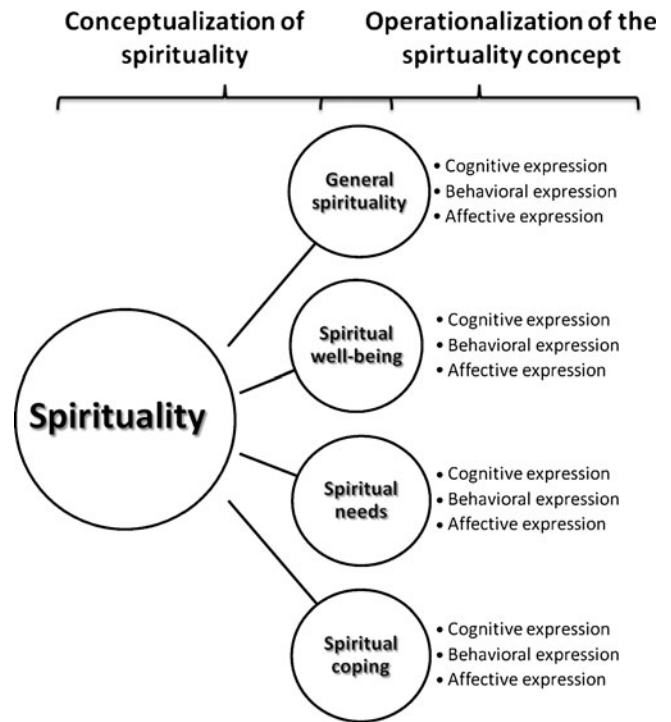 Conceptualization of
spirituality
Operationalization of the
spirtuality concept
General
spirituality
• Cognitive expression
• Behavioral expression
• Affective expression
Spiritual
well-being
• Cognitive expression
• Behavioral expression
• Affective expression
Spirituality
Spiritual
needs
• Cognitive expression
• Behavioral expression
• Affective expression
Spiritual
coping
• Cognitive expression
• Behavioral expression
• Affective expression